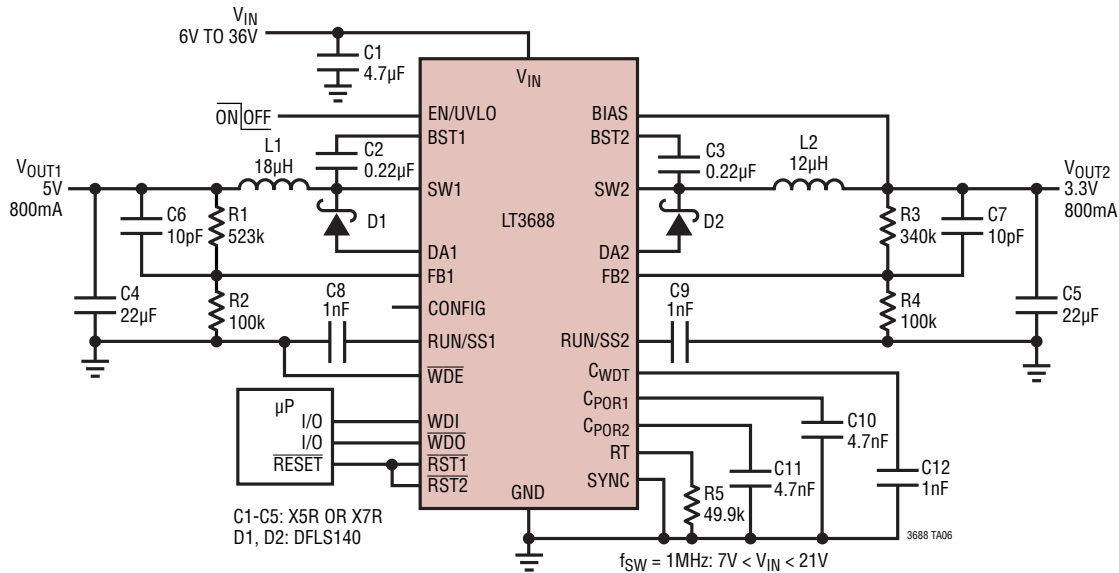 VIN
6V TO 36V
C1
4.7µF
VIN
ON OFF
EN/UVLO
BIAS
BST1
BST2
L1
18µH
C2
0.22µF
C3
0.22µF
L2
12µH
VOUT1
5V
800mA
SW1
SW2
VOUT2
3.3V
800mA
C6
10pF
R1
523k
D1
LT3688
D2
R3
340k
C7
10pF
DA1
DA2
FB1
FB2
C4
22µF
R2
100k
C8
1nF
CONFIG
C9
1nF
R4
100k
C5
22µF
RUN/SS1
RUN/SS2
WDE
CWDT
µP
I/O
I/O
RESET
WDI
WDO
RST1
RST2
CPOR1
CPOR2
RT
SYNC
GND
C10
4.7nF
C11
4.7nF
C12
1nF
R5
49.9k
C1-C5: X5R OR X7R
D1, D2: DFLS140
3688 TA06
fSW = 1MHz: 7V < VIN < 21V